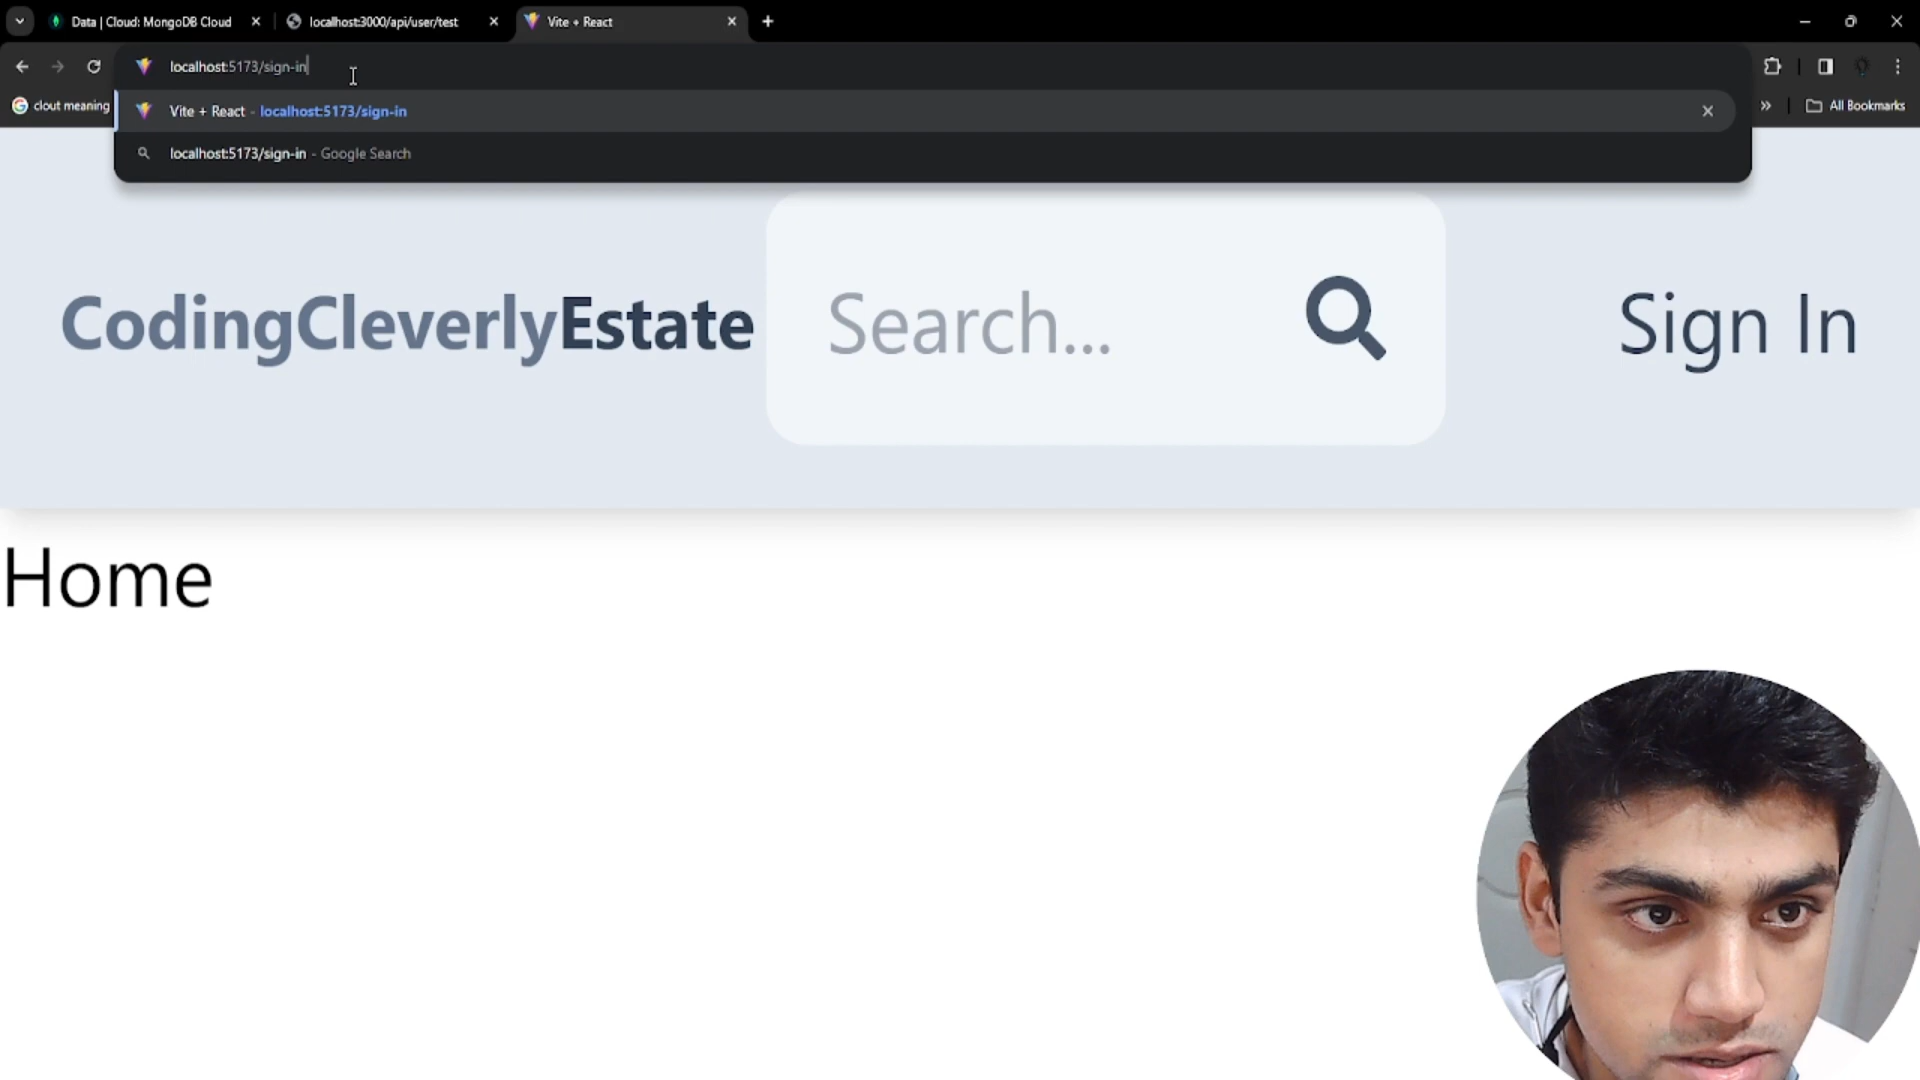 Data | Cloud: MongoDB Cloud
localhost:3000/api/user/test
Vite + React
localhost:5173/sign-in
clout meaning
Vite + React - localhost:5173/sign-in
All Bookmarks
localhost:5173/sign-in - Google Search
CodingCleverlyEstate
Search...
Sign In
Home